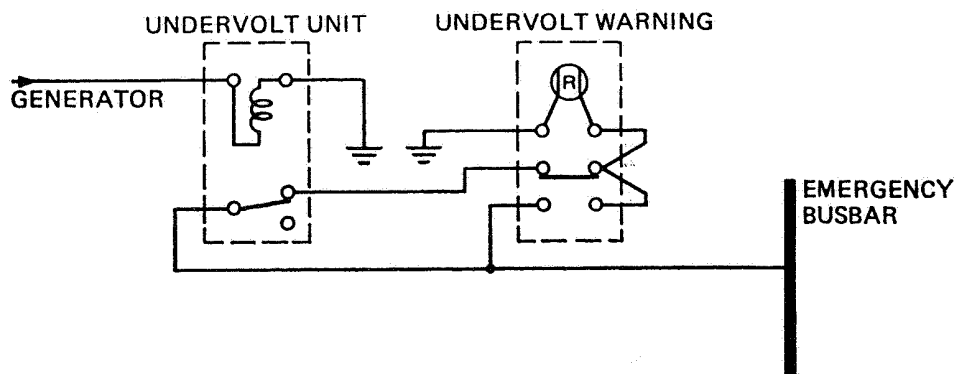 UNDERVOLT UNIT
UNDERVOLT WARNING
GENERATOR
R
EMERGENCY
BUSBAR